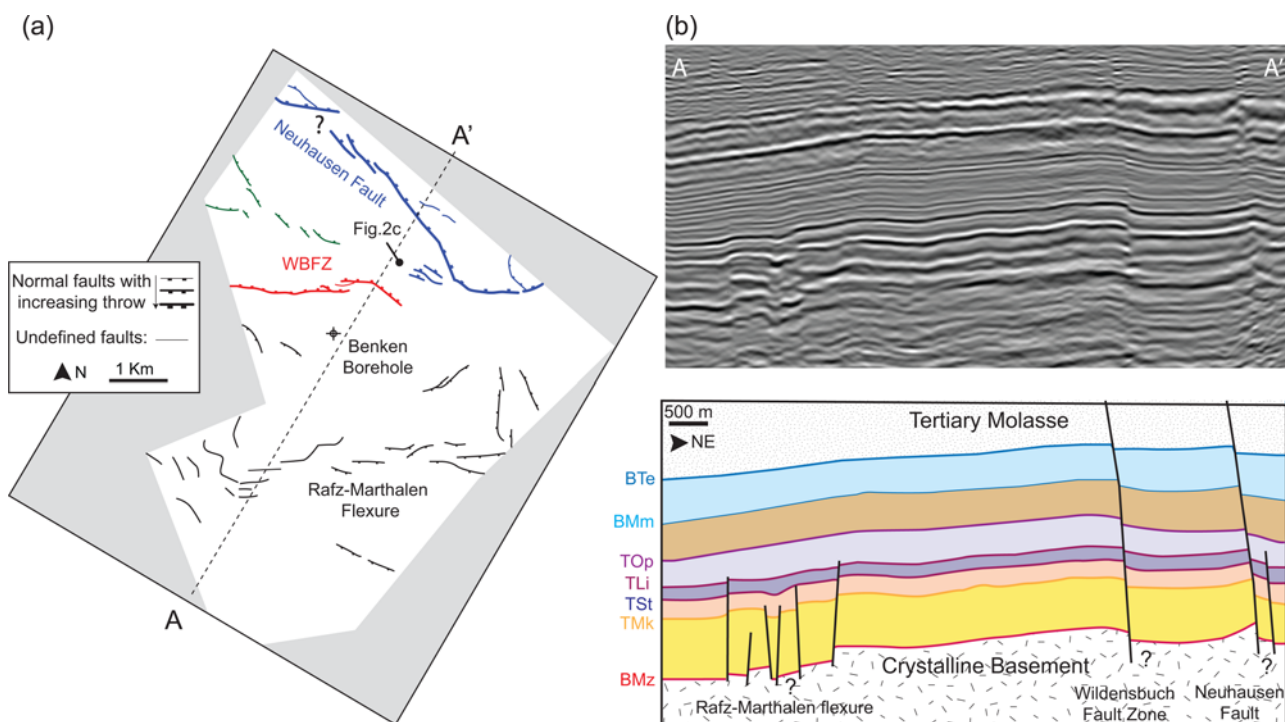 (a)
A'
?
Neuhausen Fault
Fig.2c
WBFZ
Normal faults with
increasing throw
Undefined faults:
N
1 Km
Benken
Borehole
Rafz-Marthalen
Flexure
A
(b)
A
A'
500 m
NE
Tertiary Molasse
BTe
BMm
TOp
TLi
TSt
TMk
BMz
Crystalline Basement
?
?
?
Rafz-Marthalen flexure
Wildensbuch
Fault Zone
Neuhausen
Fault